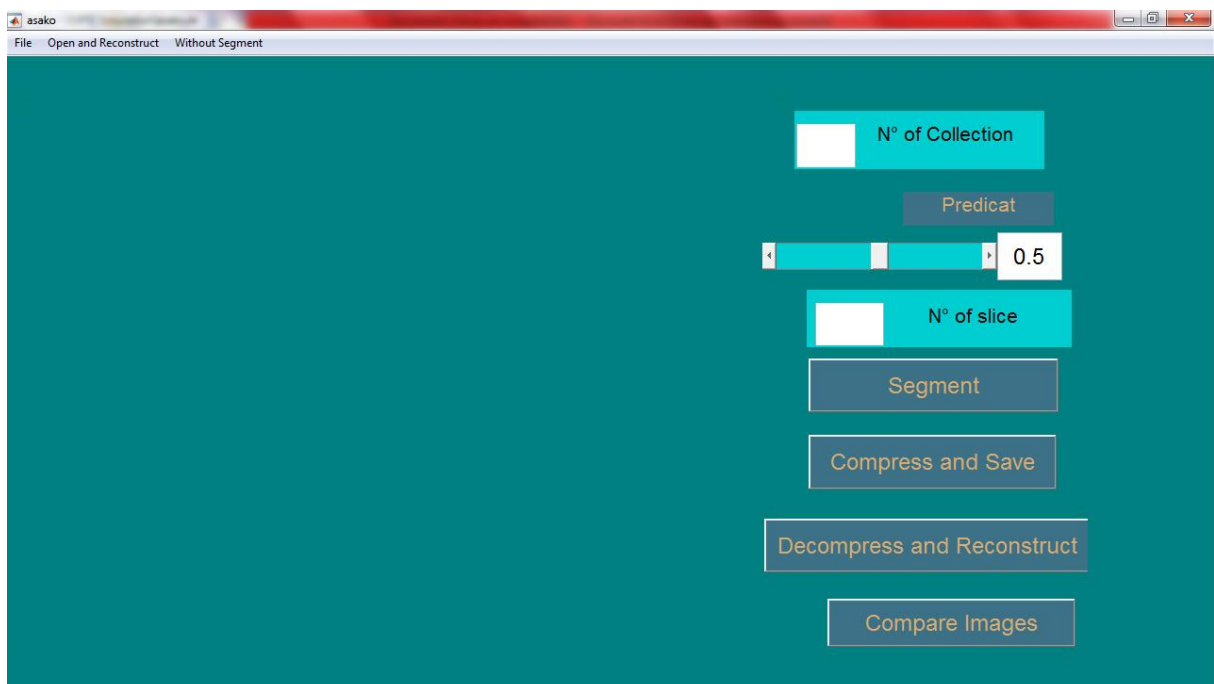 asako
File Open and Reconstruct Without Segment
N° of Collection
Predicat
0.5
N° of slice
Segment
Compress and Save
Decompress and Reconstruct
Compare Images